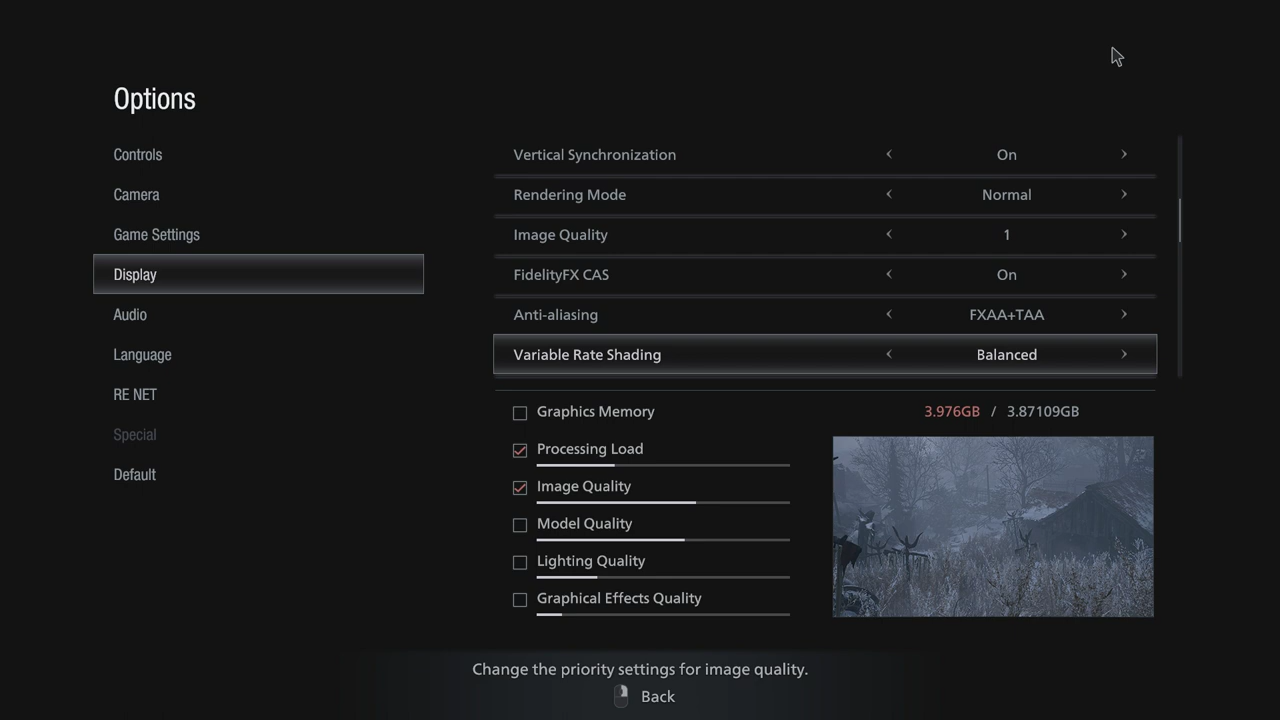 Options
Controls
Camera
Game Settings
Display
Audio
Language
RE NET
Special
Default
Vertical Synchronization On
Rendering Mode Normal
Image Quality 1
FidelityFX CAS On
Anti-aliasing FXAA+TAA
Variable Rate Shading Balanced
Graphics Memory 3.976GB / 3.87109GB
Processing Load
Image Quality
Model Quality
Lighting Quality
Graphical Effects Quality
Change the priority settings for image quality.
Back